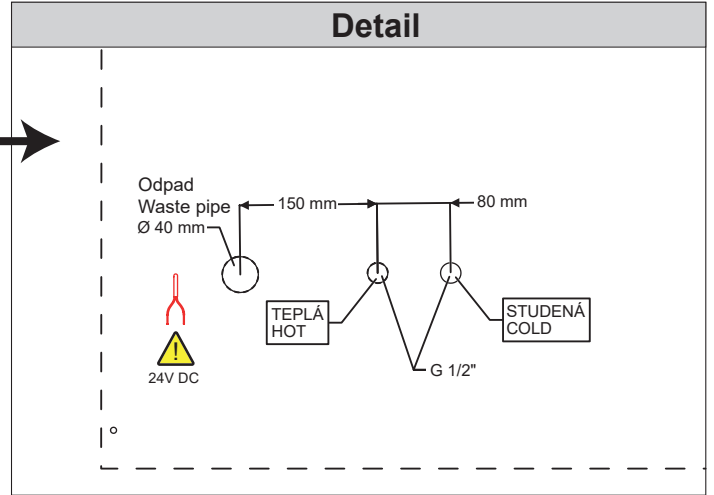 Detail
Odpad
Waste pipe
Ø 40 mm
150 mm
80 mm
TEPLÁ
HOT
STUDENÁ
COLD
G 1/2"
!
24V DC